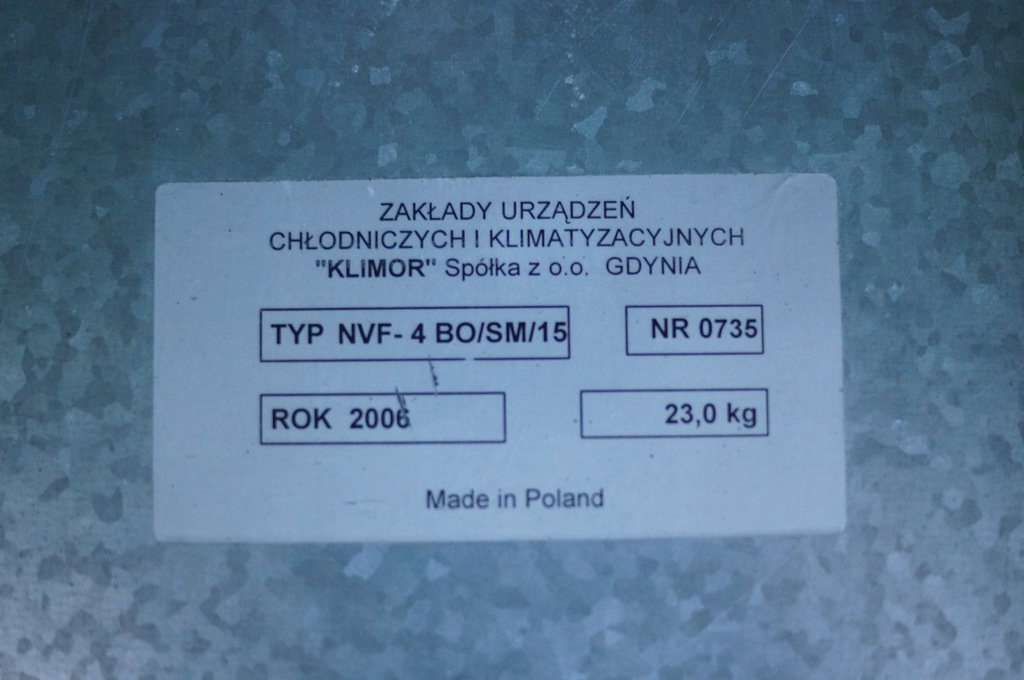 ZAKŁADY URZĄDZEŃ
CHŁODNICZYCH I KLIMATYZACYJNYCH
"KLIMOR" Spółka z o.o. GDYNIA
TYP NVF- 4 BO/SM/15 NR 0735
ROK 2006 23,0 kg
Made in Poland